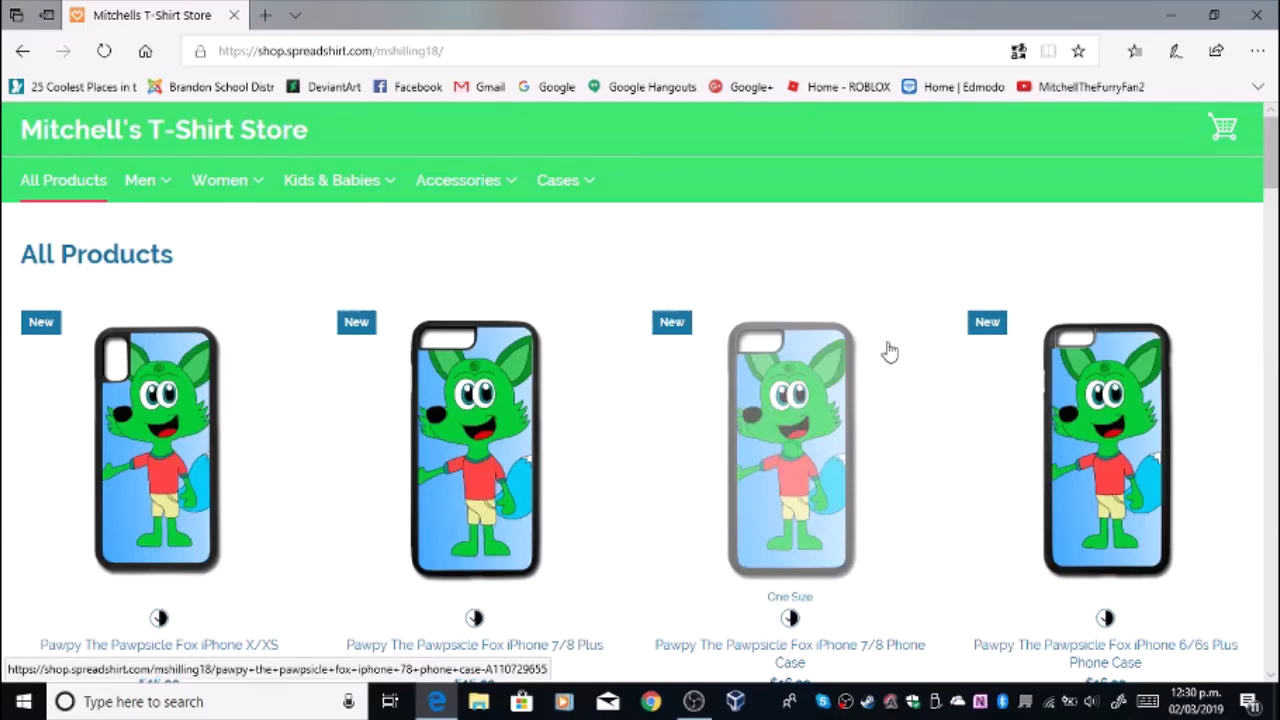 Mitchells T-Shirt Store
https://shop.spreadshirt.com/mshilling18/
25 Coolest Places in t Brandon School Distr DeviantArt Facebook Gmail Google Google Hangouts Google+ Home - ROBLOX Home | Edmodo MitchellTheFurryFan2
Mitchell's T-Shirt Store
All Products Men Women Kids & Babies Accessories Cases
All Products
New New New New
One Size
Pawpy The Pawpsicle Fox iPhone X/XS Pawpy The Pawpsicle Fox iPhone 7/8 Plus Pawpy The Pawpsicle Fox iPhone 7/8 Phone Pawpy The Pawpsicle Fox iPhone 6/6s Plus
Case Phone Case
https://shop.spreadshirt.com/mshilling18/pawpy+the+pawpsicle+fox+iphone+78+phone+case-A110729655
Type here to search
12:30 p.m.
02/03/2019